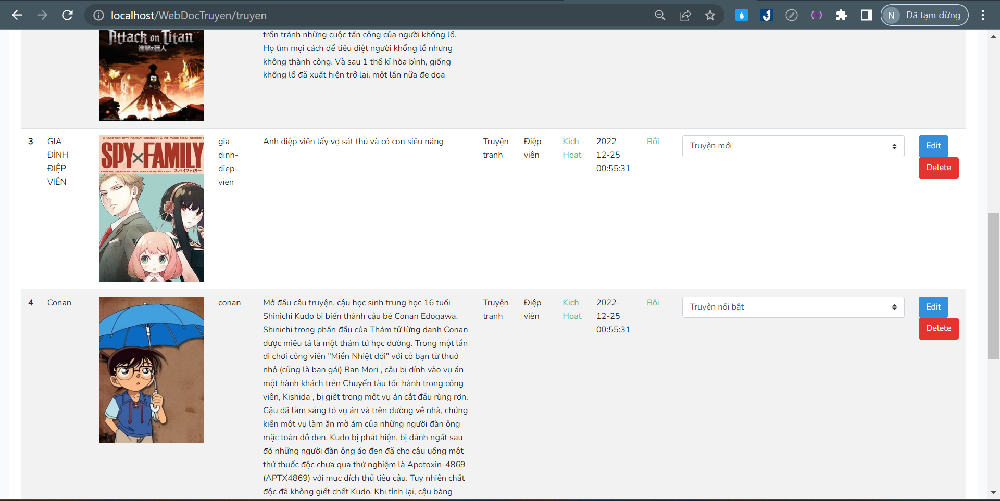 localhost/WebDocTruyen/truyen
N Đã tạm dừng
Attack on Titan
進撃の巨人
trốn tránh những cuộc tấn công của người khổng lồ.
Họ tìm mọi cách để tiêu diệt người khổng lồ nhưng
không thành công. Và sau 1 thế kỉ hòa bình, giống
khổng lồ đã xuất hiện trở lại, một lần nữa đe dọa
3
GIA
ĐÌNH
ĐIỆP
VIÊN
A MASTER SPY FAMILY COMEDY! A 70 PAGE NEW SERIES
SPY×FAMILY
スパイファミリー
gia-
dinh-
diep-
vien
Anh điệp viên lấy vợ sát thủ và có con siêu năng
Truyện
tranh
Điệp
viên
Kich
Hoat
2022-
12-25
00:55:31
Rồi
Truyện mới
Edit
Delete
4
Conan
conan
Mở đầu câu truyện, cậu học sinh trung học 16 tuổi
Shinichi Kudo bị biến thành cậu bé Conan Edogawa.
Shinichi trong phần đầu của Thám tử lừng danh Conan
được miêu tả là một thám tử học đường. Trong một lần
đi chơi công viên "Miền Nhiệt đới" với cô bạn từ thuở
nhỏ (cũng là bạn gái) Ran Mori , cậu bị dính vào vụ án
một hành khách trên Chuyến tàu tốc hành trong công
viên, Kishida , bị giết trong một vụ án cắt đầu rùng rợn.
Cậu đã làm sáng tỏ vụ án và trên đường về nhà, chứng
kiến một vụ làm ăn mờ ám của những người đàn ông
mặc toàn đồ đen. Kudo bị phát hiện, bị đánh ngất sau
đó những người đàn ông áo đen đã cho cậu uống một
thứ thuốc độc chưa qua thử nghiệm là Apotoxin-4869
(APTX4869) với mục đích thủ tiêu cậu. Tuy nhiên chất
độc đã không giết chết Kudo. Khi tỉnh lại, cậu bàng
Truyện
tranh
Điệp
viên
Kich
Hoat
2022-
12-25
00:55:31
Rồi
Truyện nổi bật
Edit
Delete